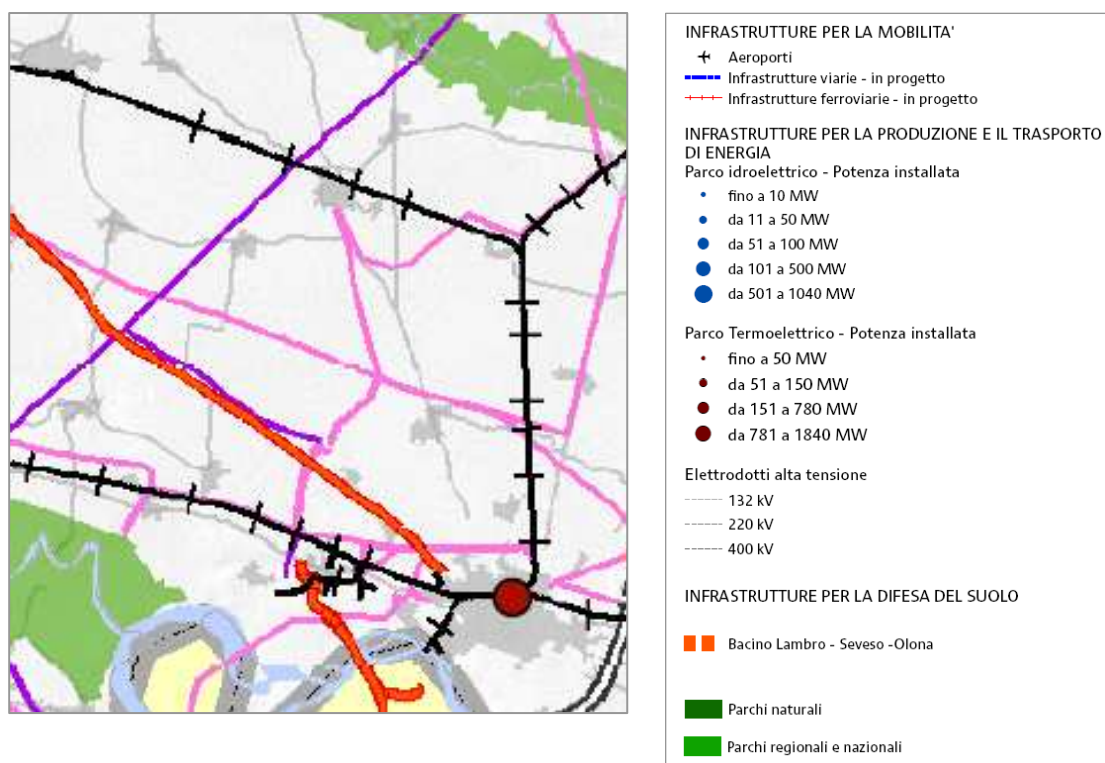 INFRASTRUTTURE PER LA MOBILITA'
Aeroporti
Infrastrutture viarie - in progetto
Infrastrutture ferroviarie - in progetto
INFRASTRUTTURE PER LA PRODUZIONE E IL TRASPORTO
DI ENERGIA
Parco idroelettrico - Potenza installata
fino a 10 MW
da 11 a 50 MW
da 51 a 100 MW
da 101 a 500 MW
da 501 a 1040 MW
Parco Termoelettrico - Potenza installata
fino a 50 MW
da 51 a 150 MW
da 151 a 780 MW
da 781 a 1840 MW
Elettrodotti alta tensione
132 kV
220 kV
400 kV
INFRASTRUTTURE PER LA DIFESA DEL SUOLO
Bacino Lambro - Seveso -Olona
Parchi naturali
Parchi regionali e nazionali